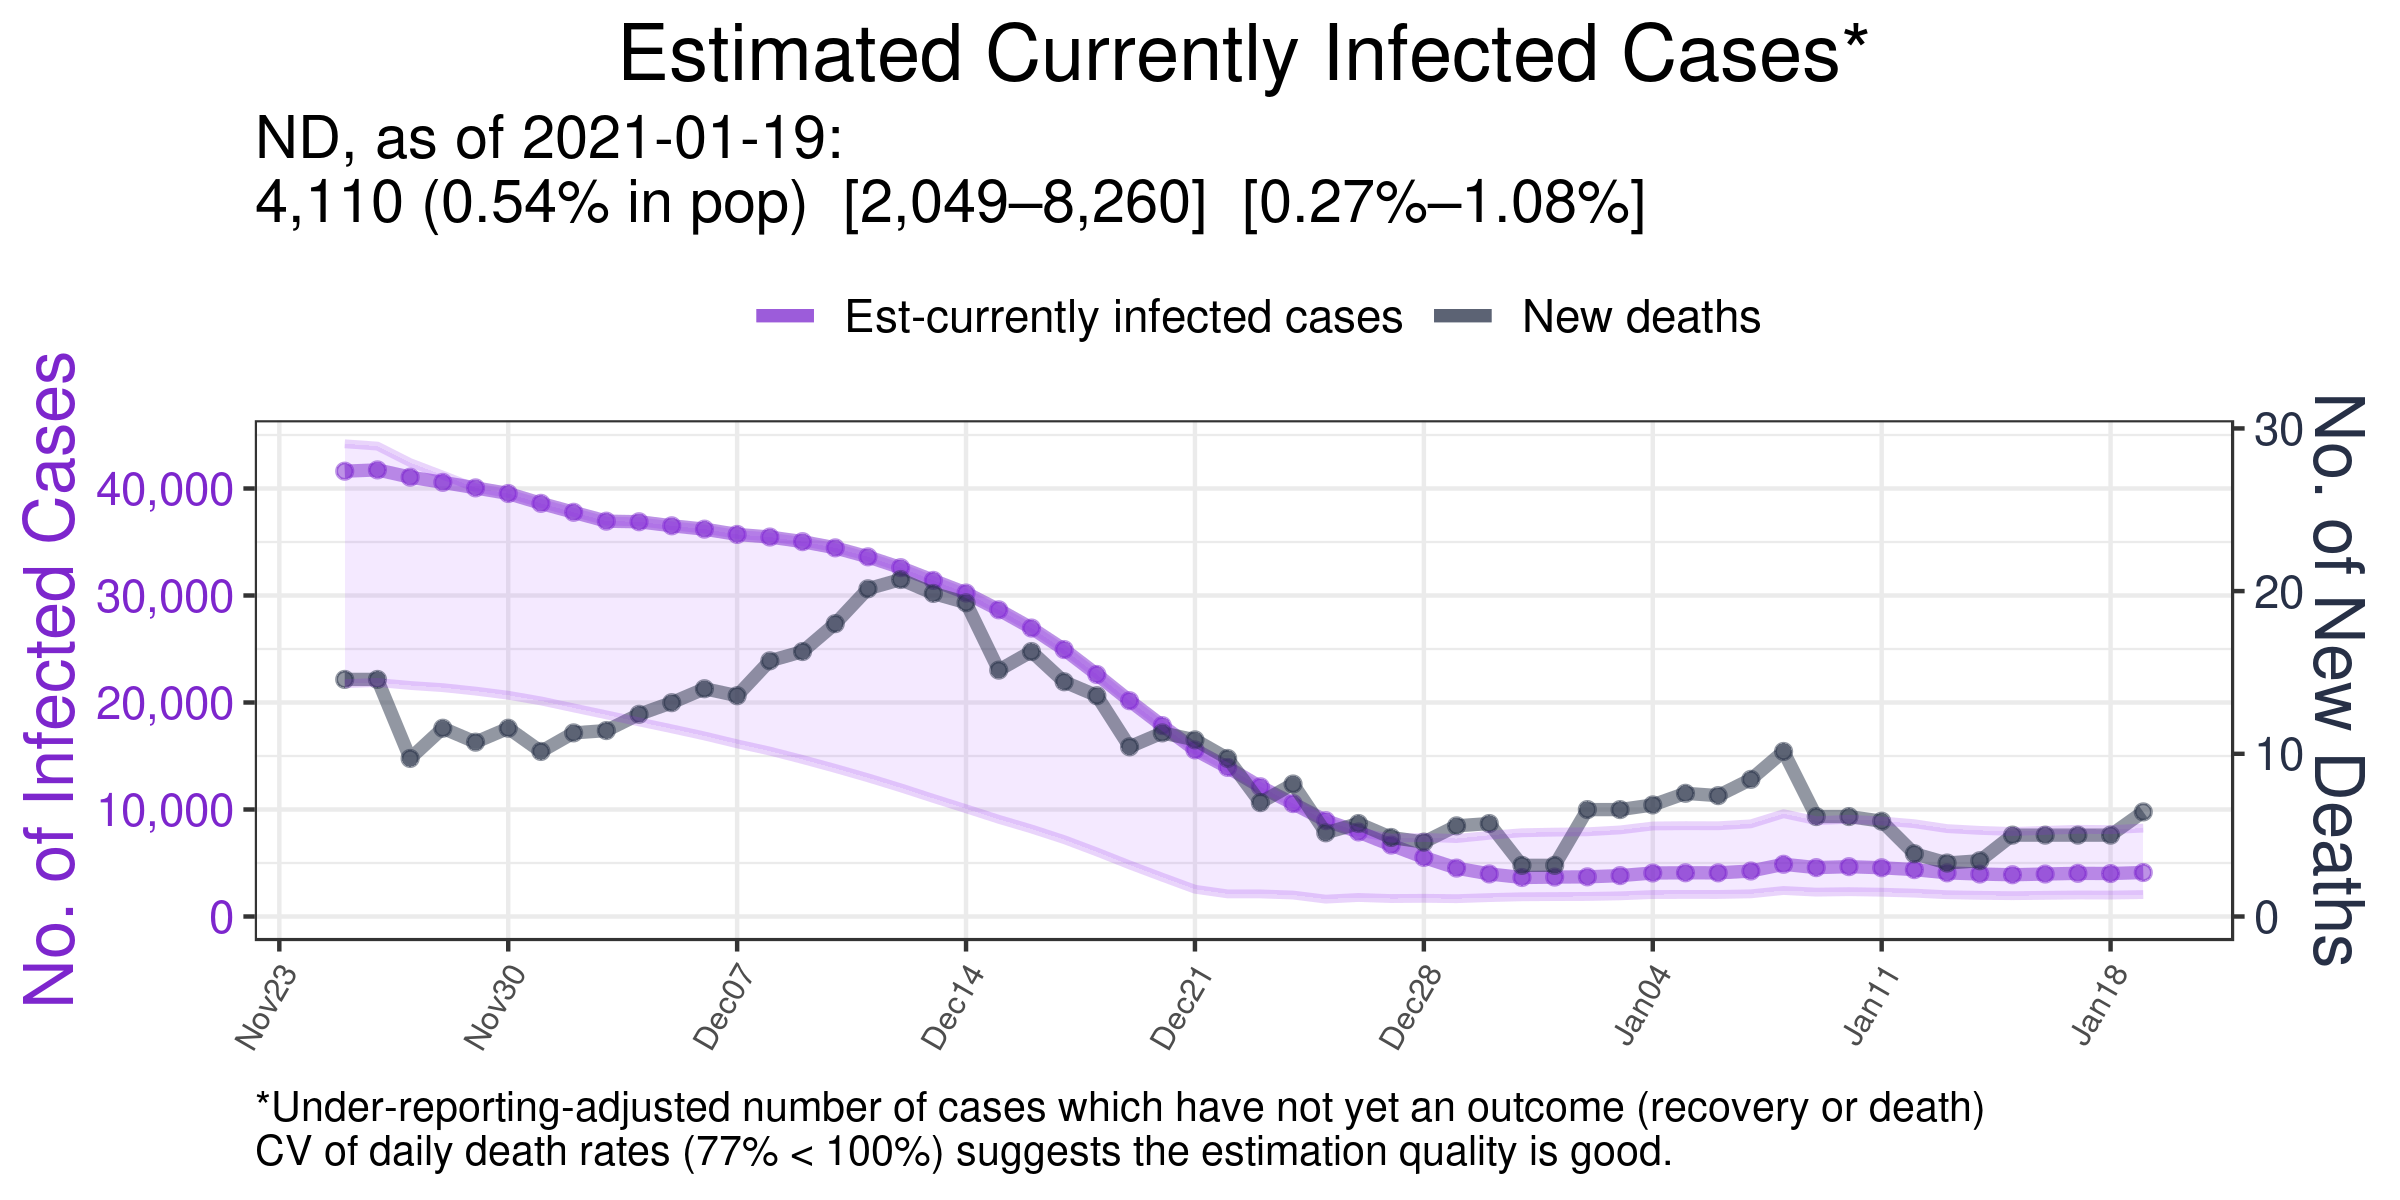 Estimated Currently Infected Cases*
ND, as of 2021-01-19:
4,110 (0.54% in pop)  [2,049–8,260]  [0.27%–1.08%]
Est-currently infected cases
New deaths
No. of Infected Cases
40,000
30,000
20,000
10,000
0
30
20
10
0
No. of New Deaths
Nov23
Nov30
Dec07
Dec14
Dec21
Dec28
Jan04
Jan11
Jan18
*Under-reporting-adjusted number of cases which have not yet an outcome (recovery or death)
CV of daily death rates (77% < 100%) suggests the estimation quality is good.